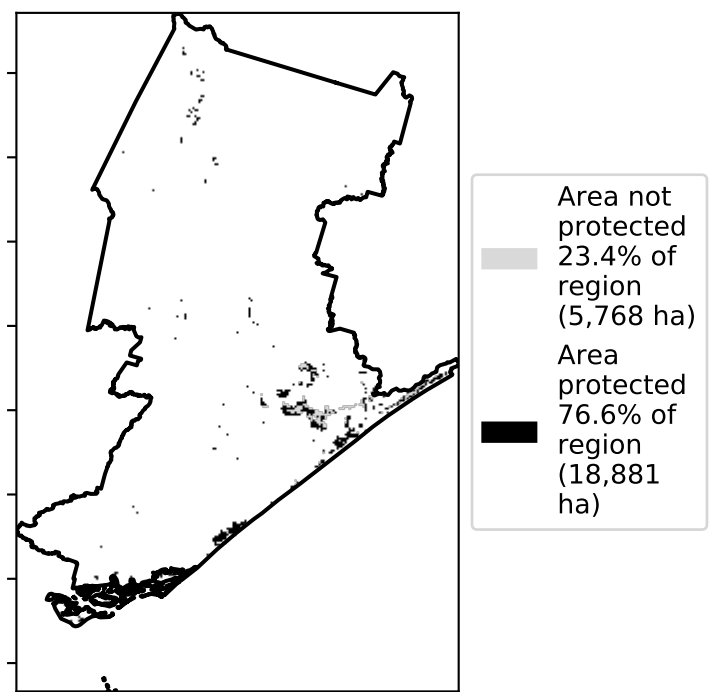 Area not
protected
23.4% of
region
(5,768 ha)
Area
protected
76.6% of
region
(18,881
ha)